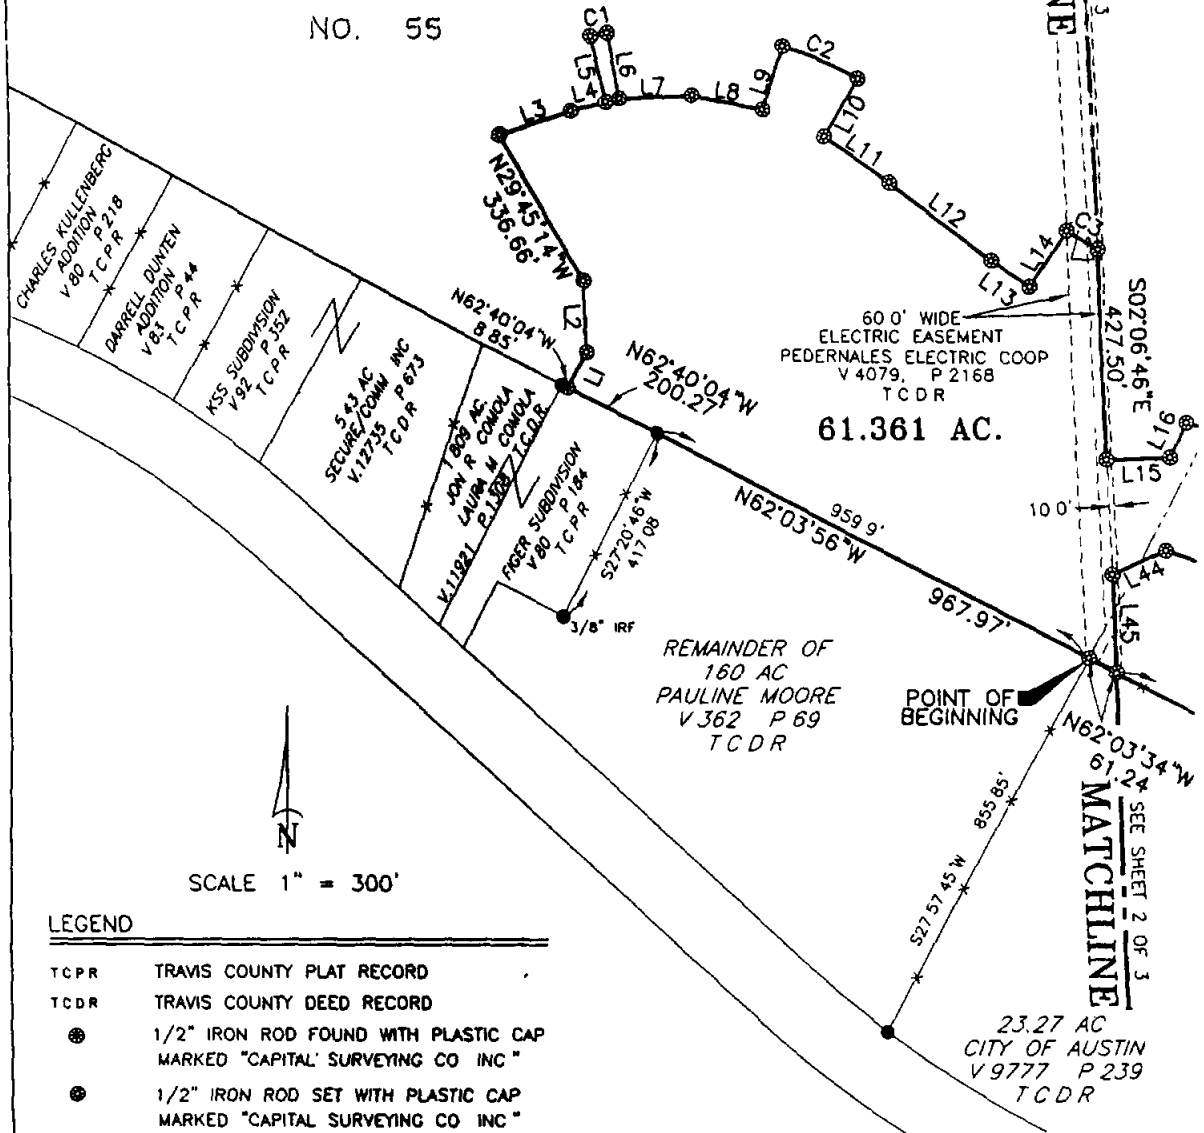 NO. 55
C1
C2
L5
L6
L3
L4
L7
L8
L9
L10
L11
L12
L13
L14
C3
N29°45'14"W
336.66'
L2
L1
N62°40'04"W
8 85'
N62°40'04"W
200.27'
CHARLES KULLENBERG
ADDITION
V 80 P 218
T C P R
DARRELL DUNTEN
ADDITION
V 83 P 44
T C P R
KSS SUBDIVISION
V 92 P 352
T C P R
5 43 AC
SECURE/COMM INC
V.12735 P 673
T C D R
1 809 AC.
JON R COMOLA
LAURA M COMOLA
V.11921 P.1308 T.C.D.R.
FIGER SUBDIVISION
V 80 P 184
T C P R
S27°20'46"W
417 08
3/8" IRF
60 0' WIDE
ELECTRIC EASEMENT
PEDERNALES ELECTRIC COOP
V 4079, P 2168
T C D R
61.361 AC.
S02°06'46"E
427.50'
L16
L15
10 0'
L44
L45
959 9'
N62°03'56"W
967.97'
REMAINDER OF
160 AC
PAULINE MOORE
V 362 P 69
T C D R
POINT OF
BEGINNING
N62°03'34"W
61.24
MATCHLINE
SEE SHEET 2 OF 3
S27 57 45"W
855 85'
23.27 AC
CITY OF AUSTIN
V 9777 P 239
T C D R
N
SCALE 1" = 300'
LEGEND
TCPR TRAVIS COUNTY PLAT RECORD
TCDR TRAVIS COUNTY DEED RECORD
1/2" IRON ROD FOUND WITH PLASTIC CAP
MARKED "CAPITAL' SURVEYING CO INC "
1/2" IRON ROD SET WITH PLASTIC CAP
MARKED "CAPITAL SURVEYING CO INC "